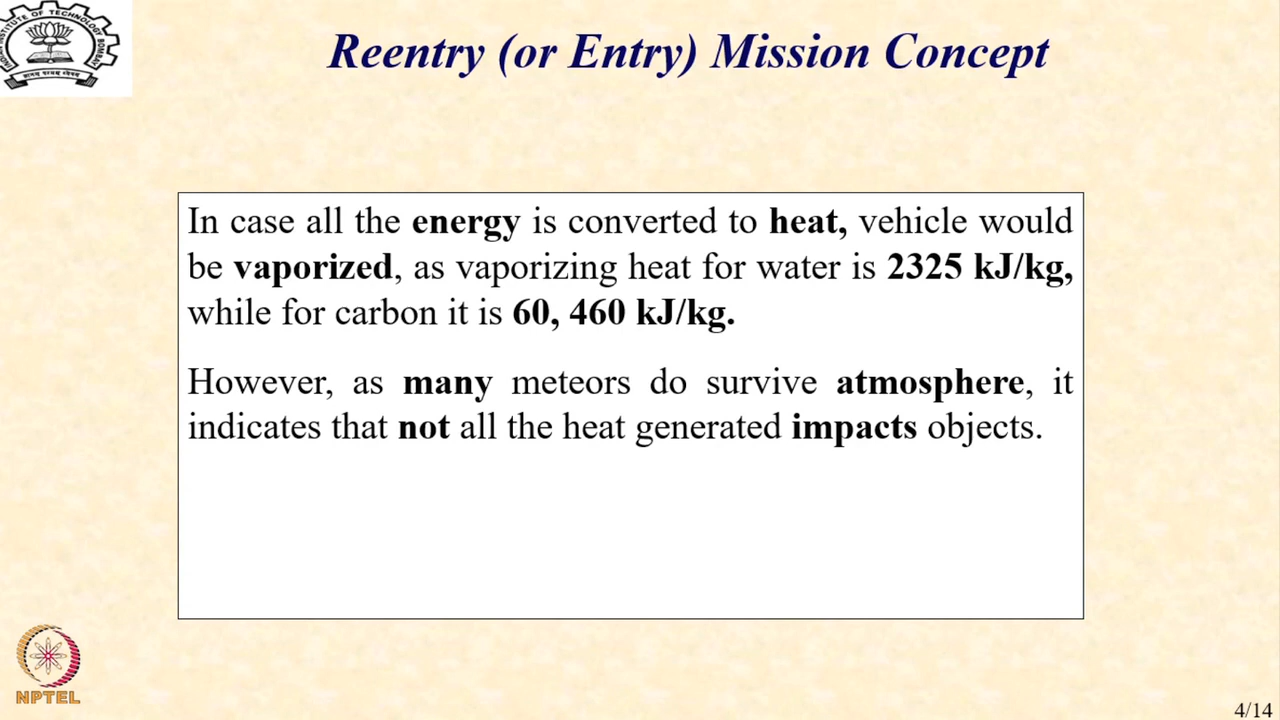 Reentry (or Entry) Mission Concept
In case all the energy is converted to heat, vehicle would
be vaporized, as vaporizing heat for water is 2325 kJ/kg,
while for carbon it is 60, 460 kJ/kg.
However, as many meteors do survive atmosphere, it
indicates that not all the heat generated impacts objects.
NPTEL
4/14